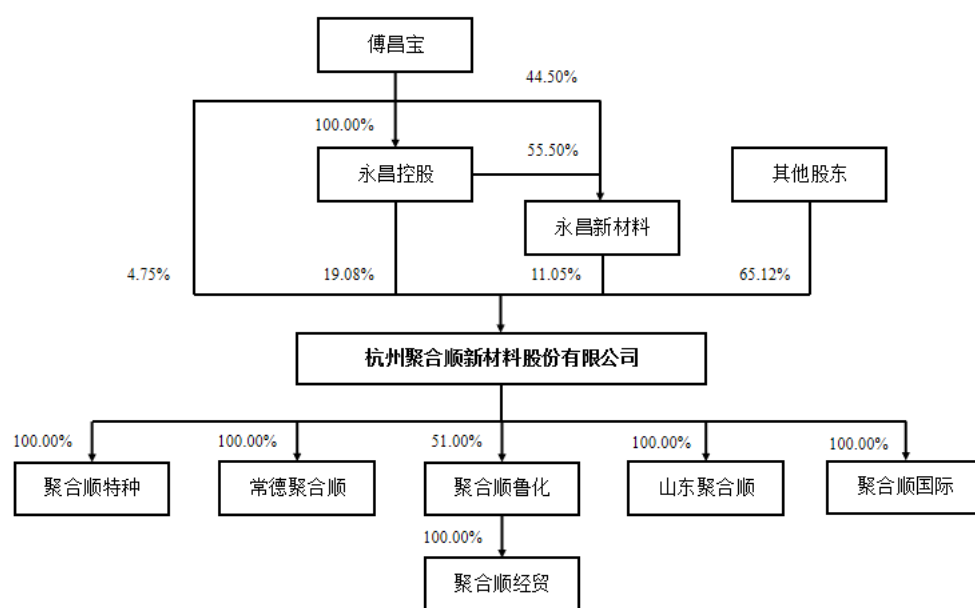 傅昌宝
44.50%
100.00%
55.50%
永昌控股
其他股东
永昌新材料
4.75%
19.08%
11.05%
65.12%
杭州聚合顺新材料股份有限公司
100.00%
100.00%
51.00%
100.00%
100.00%
聚合顺特种
常德聚合顺
聚合顺鲁化
山东聚合顺
聚合顺国际
100.00%
聚合顺经贸